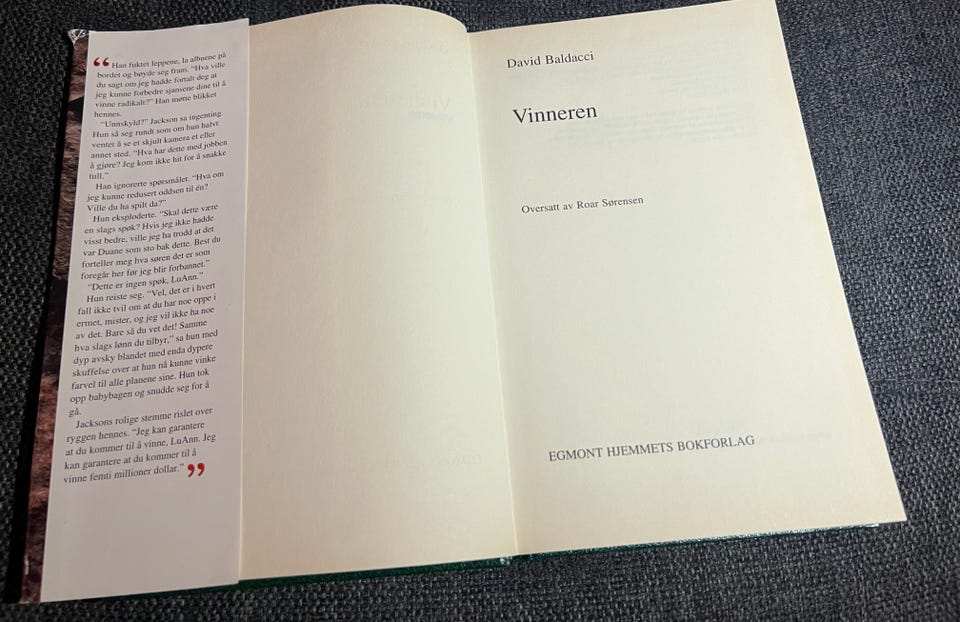 “ Han fuktet leppene, la albuene på
bordet og bøyde seg fram. “Hva ville
du sagt om jeg hadde fortalt deg at
jeg kunne forbedre sjansene dine til å
vinne radikalt?” Han møtte blikket
hennes.
“Unnskyld?” Jackson sa ingenting.
Hun så seg rundt som om hun halvt
ventet å se et skjult kamera et eller
annet sted. “Hva har dette med jobben
å gjøre? Jeg kom ikke hit for å snakke
tull.”
Han ignorerte spørsmålet. “Hva om
jeg kunne redusert oddsen til én?
Ville du ha spilt da?”
Hun eksploderte. “Skal dette være
en slags spøk? Hvis jeg ikke hadde
visst bedre, ville jeg ha trodd at det
var Duane som sto bak dette. Best du
forteller meg hva søren det er som
foregår her før jeg blir forbannet.”
“Dette er ingen spøk, LuAnn.”
Hun reiste seg. “Vel, det er i hvert
fall ikke tvil om at du har noe oppe i
ermet, mister, og jeg vil ikke ha noe
av det. Bare så du vet det! Samme
hva slags lønn du tilbyr,” sa hun med
dyp avsky blandet med enda dypere
skuffelse over at hun nå kunne vinke
farvel til alle planene sine. Hun tok
opp babybagen og snudde seg for å
gå.
Jacksons rolige stemme rislet over
ryggen hennes. “Jeg kan garantere
at du kommer til å vinne, LuAnn. Jeg
kan garantere at du kommer til å
vinne femti millioner dollar.” ”
David Baldacci
Vinneren
Oversatt av Roar Sørensen
EGMONT HJEMMETS BOKFORLAG